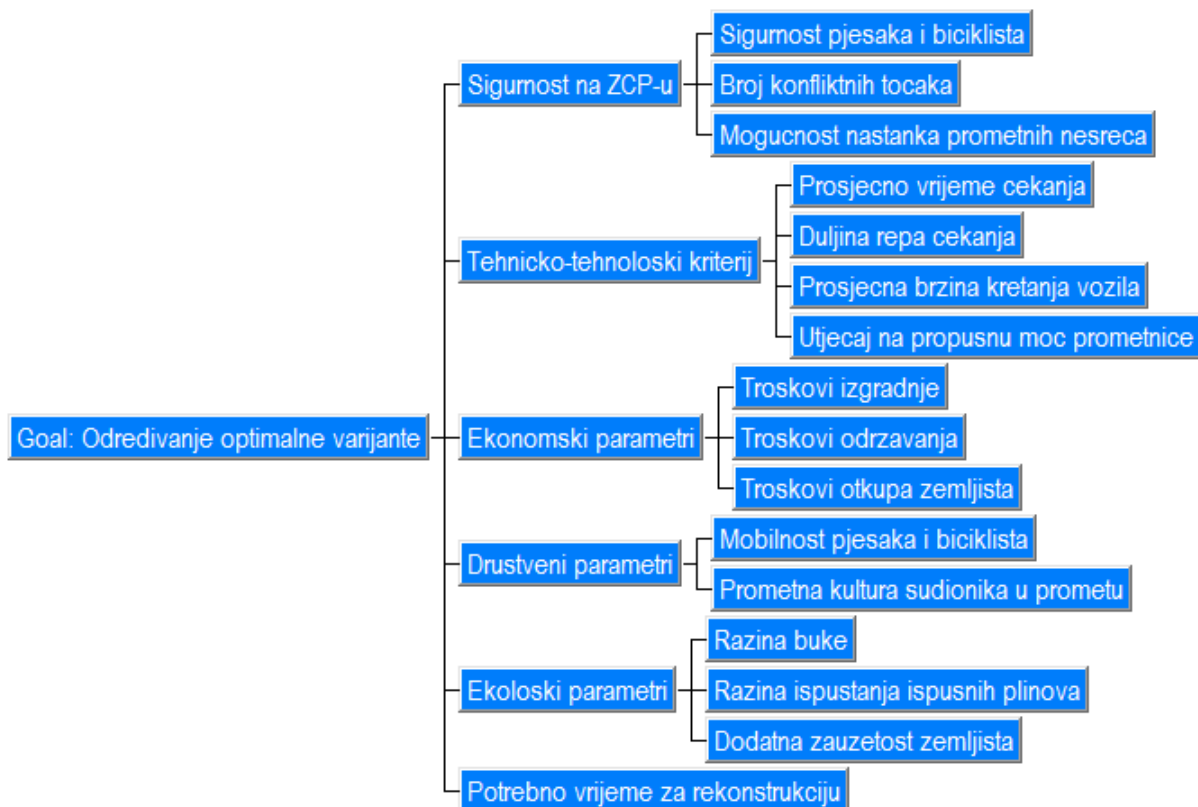 Goal: Odredivanje optimalne varijante
Sigurnost na ZCP-u
Sigurnost pjesaka i biciklista
Broj konfliktnih tocaka
Mogucnost nastanka prometnih nesreca
Tehnicko-tehnoloski kriterij
Prosjecno vrijeme cekanja
Duljina repa cekanja
Prosjecna brzina kretanja vozila
Utjecaj na propusnu moc prometnice
Ekonomski parametri
Troskovi izgradnje
Troskovi odrzavanja
Troskovi otkupa zemljista
Drustveni parametri
Mobilnost pjesaka i biciklista
Prometna kultura sudionika u prometu
Ekoloski parametri
Razina buke
Razina ispustanja ispusnih plinova
Dodatna zauzetost zemljista
Potrebno vrijeme za rekonstrukciju